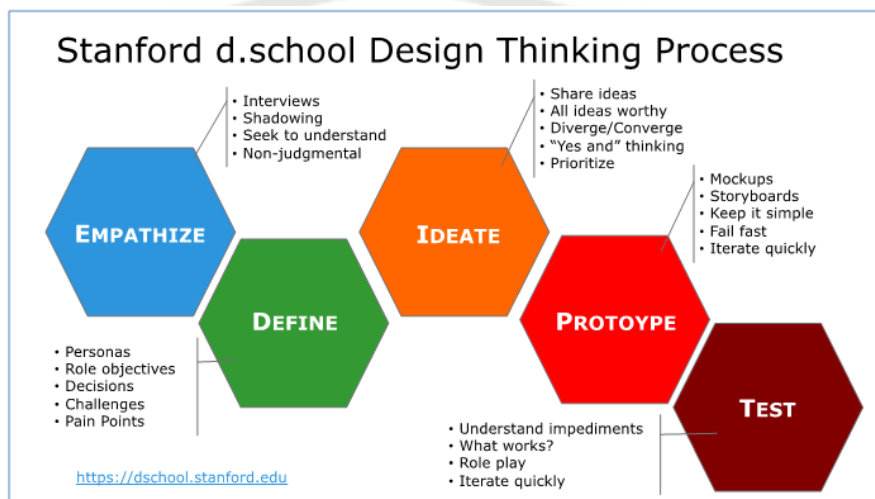 Stanford d.school Design Thinking Process
• Interviews
• Shadowing
• Seek to understand
• Non-judgmental
• Share ideas
• All ideas worthy
• Diverge/Converge
• “Yes and” thinking
• Prioritize
• Mockups
• Storyboards
• Keep it simple
• Fail fast
• Iterate quickly
EMPATHIZE
IDEATE
DEFINE
PROTOYPE
TEST
• Personas
• Role objectives
• Decisions
• Challenges
• Pain Points
• Understand impediments
• What works?
• Role play
• Iterate quickly
https://dschool.stanford.edu